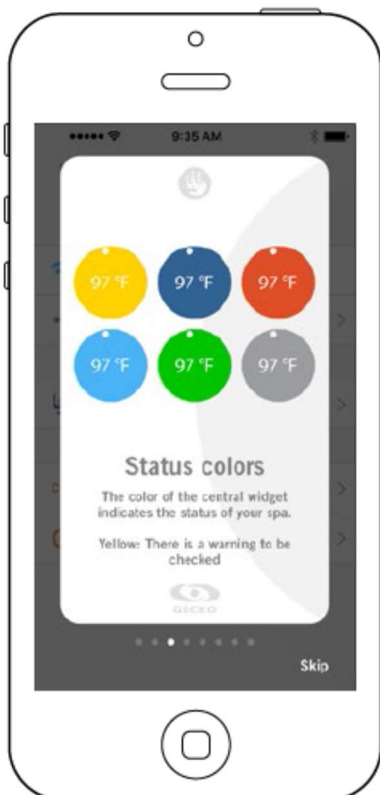 9:35 AM
97 °F 97 °F 97 °F
97 °F 97 °F 97 °F
Status colors
The color of the central widget
indicates the status of your spa.
Yellow: There is a warning to be
checked
GECKO
Skip